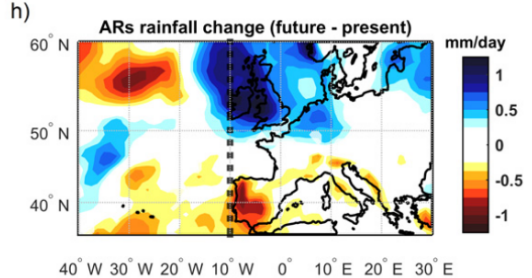 h)
ARs rainfall change (future - present)
mm/day
60° N
50° N
40° N
1
0.5
0
-0.5
-1
40° W 30° W 20° W 10° W 0° 10° E 20° E 30° E